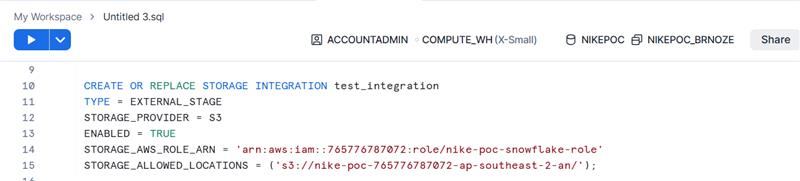 My Workspace > Untitled 3.sql
ACCOUNTADMIN COMPUTE_WH (X-Small) NIKEPOC NIKEPOC_BRNOZE Share
9
10 CREATE OR REPLACE STORAGE INTEGRATION test_integration
11 TYPE = EXTERNAL_STAGE
12 STORAGE_PROVIDER = S3
13 ENABLED = TRUE
14 STORAGE_AWS_ROLE_ARN = 'arn:aws:iam::765776787072:role/nike-poc-snowflake-role'
15 STORAGE_ALLOWED_LOCATIONS = ('s3://nike-poc-765776787072-ap-southeast-2-an/');